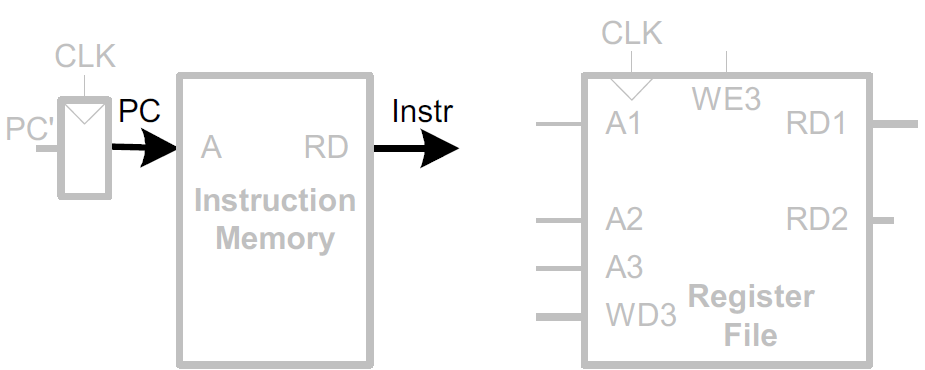 CLK
PC'
PC
A
RD
Instruction
Memory
Instr
CLK
WE3
A1
RD1
A2
RD2
A3
WD3
Register
File